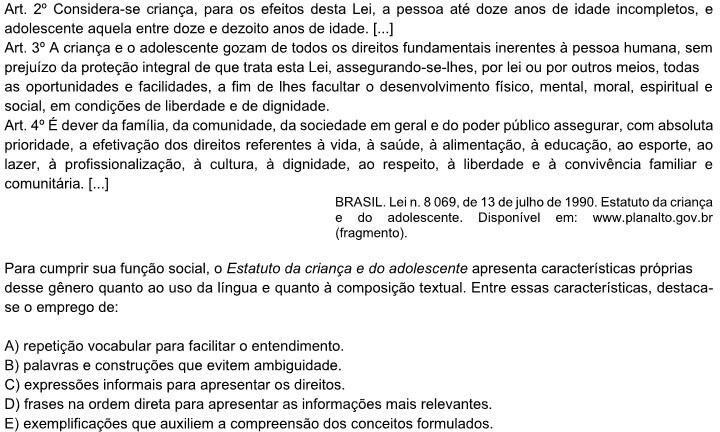 Art. 2º Considera-se criança, para os efeitos desta Lei, a pessoa até doze anos de idade incompletos, e
adolescente aquela entre doze e dezoito anos de idade. [...]
Art. 3º A criança e o adolescente gozam de todos os direitos fundamentais inerentes à pessoa humana, sem
prejuízo da proteção integral de que trata esta Lei, assegurando-se-lhes, por lei ou por outros meios, todas
as oportunidades e facilidades, a fim de lhes facultar o desenvolvimento físico, mental, moral, espiritual e
social, em condições de liberdade e de dignidade.
Art. 4º É dever da família, da comunidade, da sociedade em geral e do poder público assegurar, com absoluta
prioridade, a efetivação dos direitos referentes à vida, à saúde, à alimentação, à educação, ao esporte, ao
lazer, à profissionalização, à cultura, à dignidade, ao respeito, à liberdade e à convivência familiar e
comunitária. [...]
BRASIL. Lei n. 8 069, de 13 de julho de 1990. Estatuto da criança
e do adolescente. Disponível em: www.planalto.gov.br
(fragmento).
Para cumprir sua função social, o Estatuto da criança e do adolescente apresenta características próprias
desse gênero quanto ao uso da língua e quanto à composição textual. Entre essas características, destaca-
se o emprego de:
A) repetição vocabular para facilitar o entendimento.
B) palavras e construções que evitem ambiguidade.
C) expressões informais para apresentar os direitos.
D) frases na ordem direta para apresentar as informações mais relevantes.
E) exemplificações que auxiliem a compreensão dos conceitos formulados.